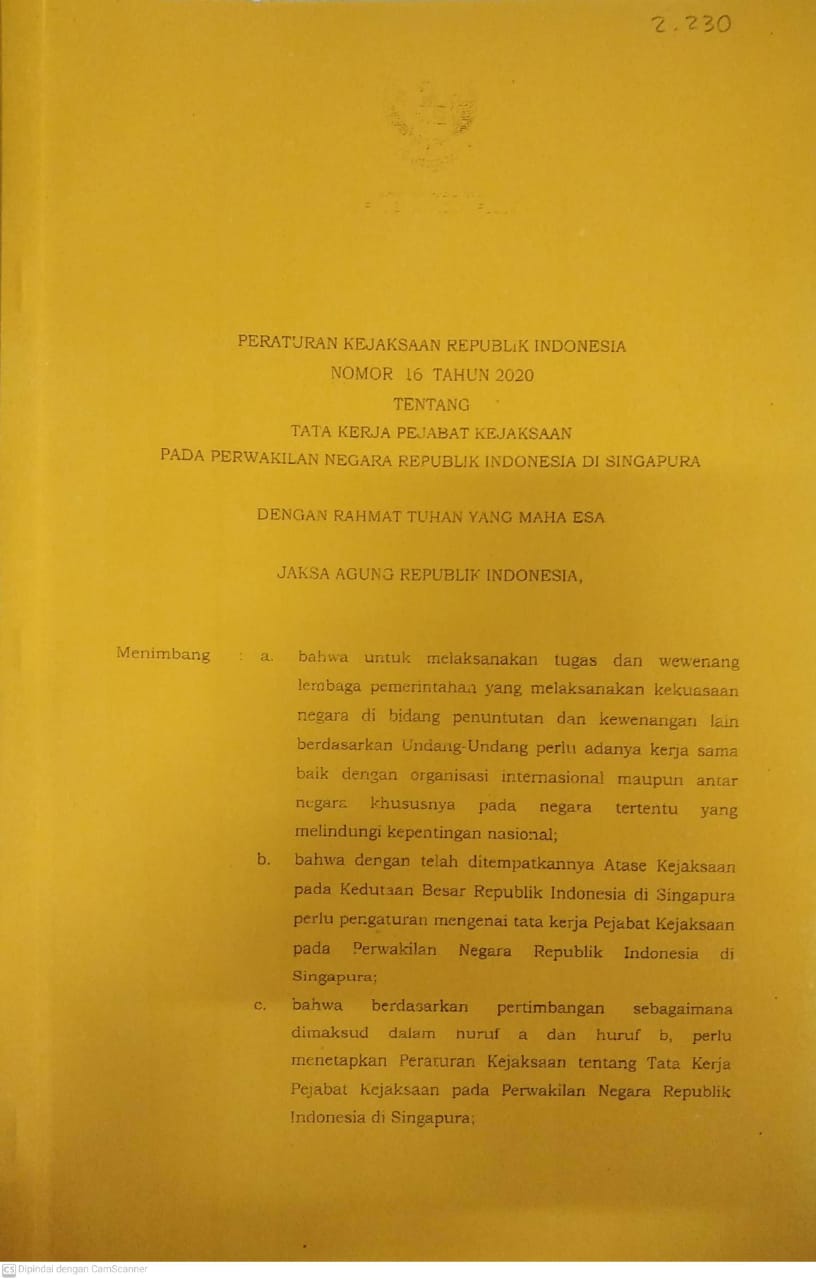 2.230
PERATURAN KEJAKSAAN REPUBLIK INDONESIA
NOMOR 16 TAHUN 2020
TENTANG
TATA KERJA PEJABAT KEJAKSAAN
PADA PERWAKILAN NEGARA REPUBLIK INDONESIA DI SINGAPURA
DENGAN RAHMAT TUHAN YANG MAHA ESA
JAKSA AGUNG REPUBLIK INDONESIA,
Menimbang : a. bahwa untuk melaksanakan tugas dan wewenang
lembaga pemerintahan yang melaksanakan kekuasaan
negara di bidang penuntutan dan kewenangan lain
berdasarkan Undang-Undang perlu adanya kerja sama
baik dengan organisasi internasional maupun antar
negara khususnya pada negara tertentu yang
melindungi kepentingan nasional;
b. bahwa dengan telah ditempatkannya Atase Kejaksaan
pada Kedutaan Besar Republik Indonesia di Singapura
perlu pengaturan mengenai tata kerja Pejabat Kejaksaan
pada Perwakilan Negara Republik Indonesia di
Singapura;
c. bahwa berdasarkan pertimbangan sebagaimana
dimaksud dalam huruf a dan huruf b, perlu
menetapkan Peraturan Kejaksaan tentang Tata Kerja
Pejabat Kejaksaan pada Perwakilan Negara Republik
Indonesia di Singapura;
CS Dipindai dengan CamScanner